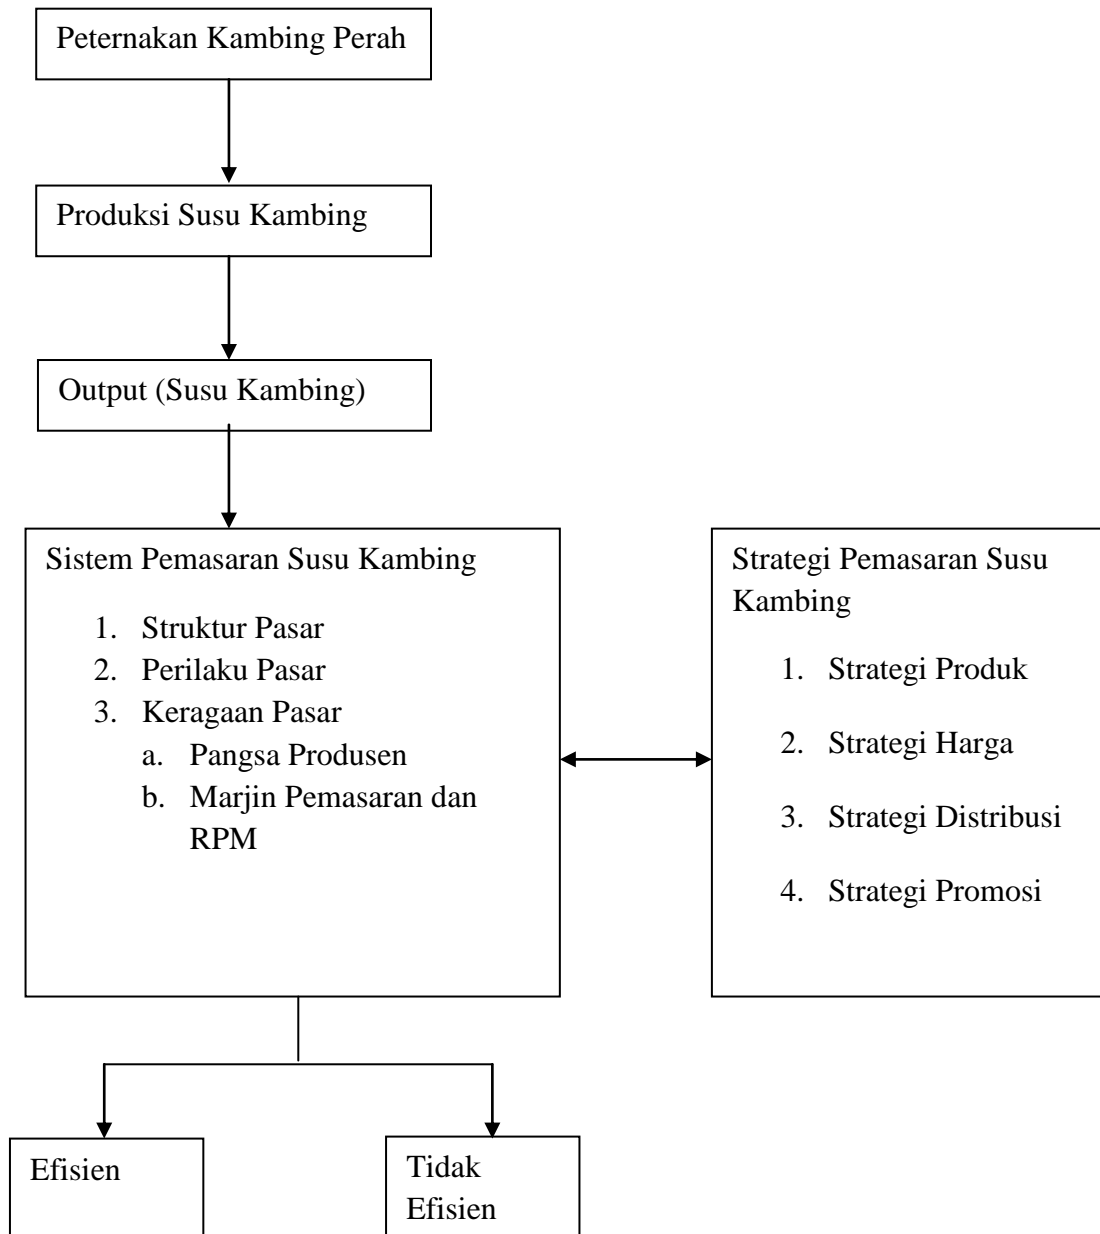 Peternakan Kambing Perah
Produksi Susu Kambing
Output (Susu Kambing)
Sistem Pemasaran Susu Kambing
1. Struktur Pasar
2. Perilaku Pasar
3. Keragaan Pasar
a. Pangsa Produsen
b. Marjin Pemasaran dan
RPM
Strategi Pemasaran Susu
Kambing
1. Strategi Produk
2. Strategi Harga
3. Strategi Distribusi
4. Strategi Promosi
Efisien
Tidak
Efisien